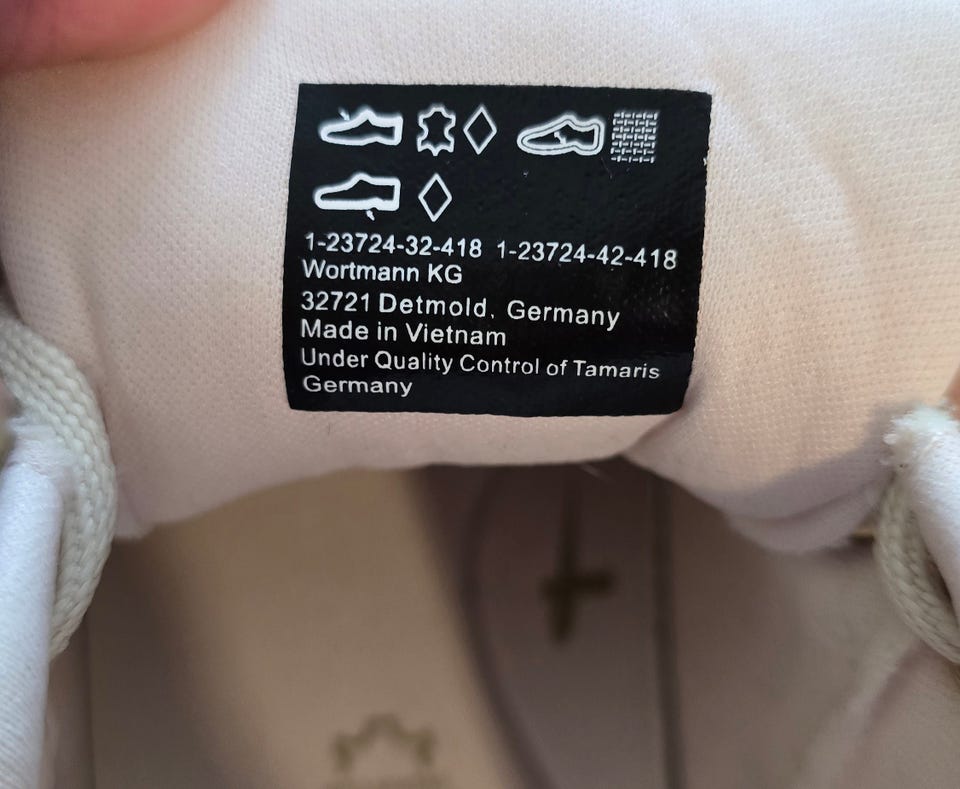 1-23724-32-418 1-23724-42-418
Wortmann KG
32721 Detmold, Germany
Made in Vietnam
Under Quality Control of Tamaris
Germany